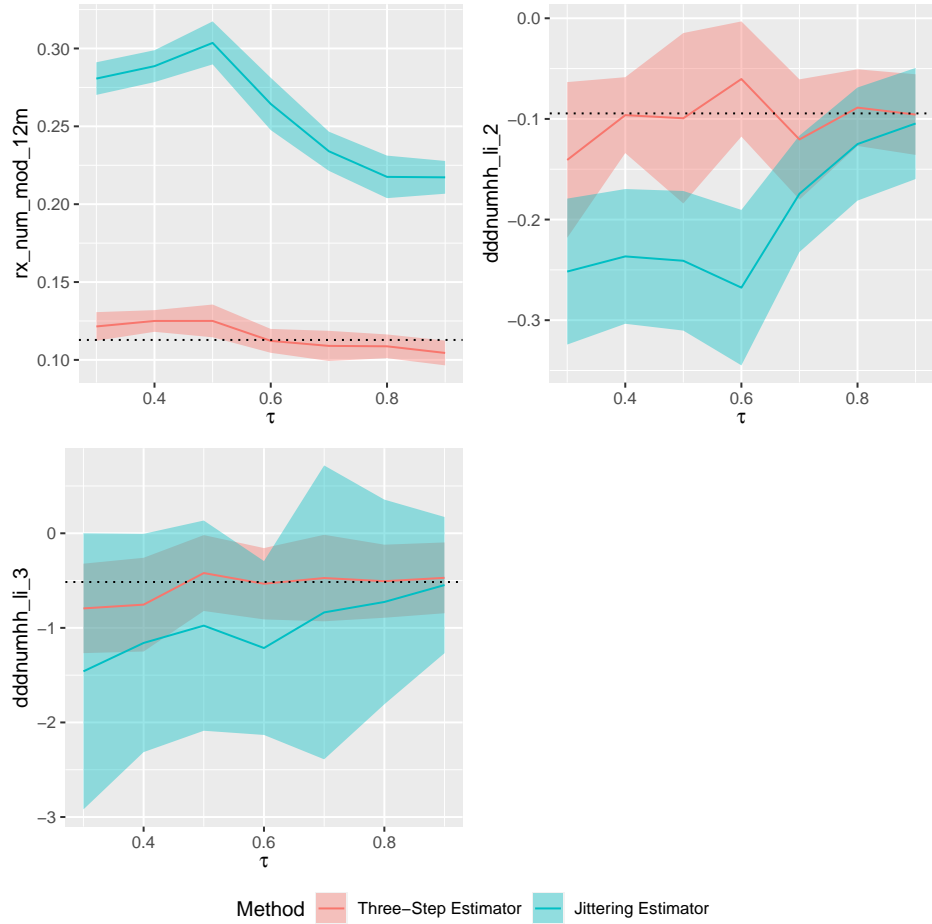 rx_num_mod_12m
0.30
0.25
0.20
0.15
0.10
0.4 0.6 0.8
τ
dddnumhh_li_2
0.0
−0.1
−0.2
−0.3
0.4 0.6 0.8
τ
dddnumhh_li_3
0
−1
−2
−3
0.4 0.6 0.8
τ
Method Three−Step Estimator Jittering Estimator